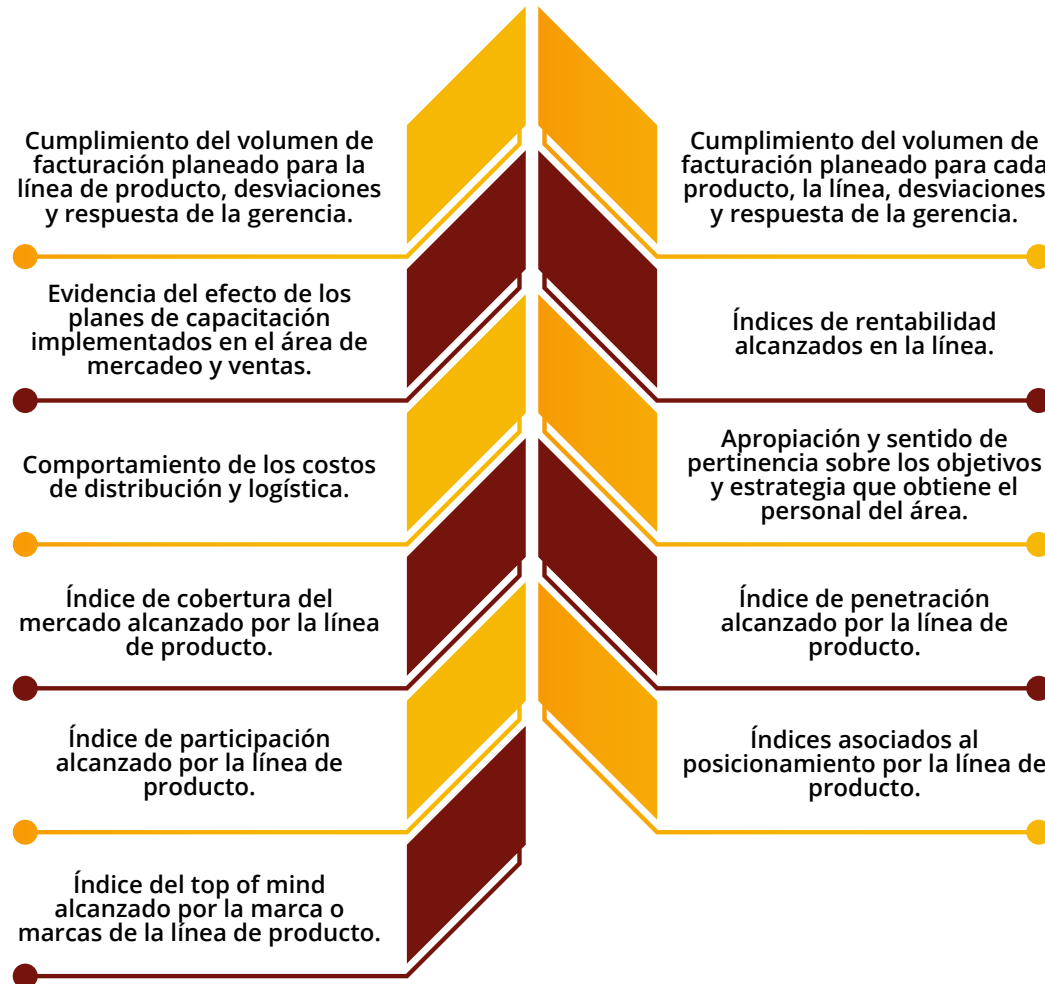 Cumplimiento del volumen de
facturación planeado para la
línea de producto, desviaciones
y respuesta de la gerencia.
Cumplimiento del volumen de
facturación planeado para cada
producto, la línea, desviaciones
y respuesta de la gerencia.
Evidencia del efecto de los
planes de capacitación
implementados en el área de
mercadeo y ventas.
Índices de rentabilidad
alcanzados en la línea.
Comportamiento de los costos
de distribución y logística.
Apropiación y sentido de
pertinencia sobre los objetivos
y estrategia que obtiene el
personal del área.
Índice de cobertura del
mercado alcanzado por la línea
de producto.
Índice de penetración
alcanzado por la línea de
producto.
Índice de participación
alcanzado por la línea de
producto.
Índices asociados al
posicionamiento por la línea de
producto.
Índice del top of mind
alcanzado por la marca o
marcas de la línea de producto.